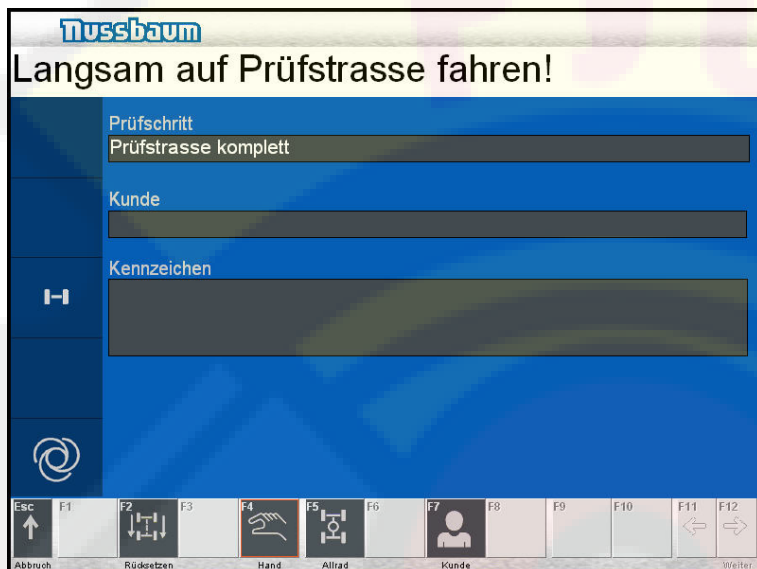 Nussbaum
Langsam auf Prüfstrasse fahren!
Prüfschritt
Prüfstrasse komplett
Kunde
Kennzeichen
Esc F1 F2 F3 F4 F5 F6 F7 F8 F9 F10 F11 F12
Abbruch Rücksetzen Hand Allrad Kunde Weiter